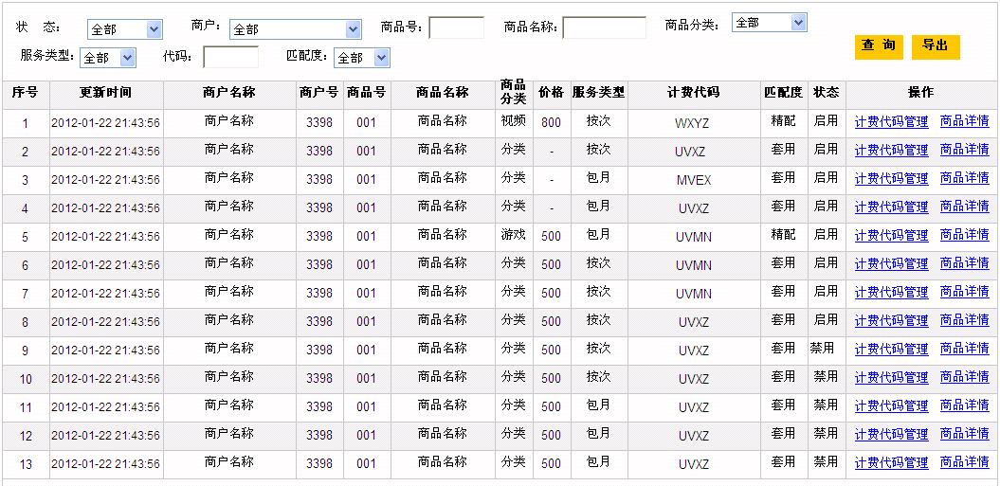 状 态： 全部 商户： 全部 商品号： 商品名称： 商品分类： 全部
服务类型： 全部 代码： 匹配度： 全部 查 询 导出
序号 更新时间 商户名称 商户号 商品号 商品名称 商品分类 价格 服务类型 计费代码 匹配度 状态 操作
1 2012-01-22 21:43:56 商户名称 3398 001 商品名称 视频 800 按次 WXYZ 精配 启用 计费代码管理 商品详情
2 2012-01-22 21:43:56 商户名称 3398 001 商品名称 分类 - 按次 UVXZ 套用 启用 计费代码管理 商品详情
3 2012-01-22 21:43:56 商户名称 3398 001 商品名称 分类 - 包月 MVEX 套用 启用 计费代码管理 商品详情
4 2012-01-22 21:43:56 商户名称 3398 001 商品名称 分类 - 包月 UVXZ 套用 启用 计费代码管理 商品详情
5 2012-01-22 21:43:56 商户名称 3398 001 商品名称 游戏 500 包月 UVMN 精配 启用 计费代码管理 商品详情
6 2012-01-22 21:43:56 商户名称 3398 001 商品名称 分类 500 按次 UVMN 套用 启用 计费代码管理 商品详情
7 2012-01-22 21:43:56 商户名称 3398 001 商品名称 分类 500 按次 UVMN 套用 启用 计费代码管理 商品详情
8 2012-01-22 21:43:56 商户名称 3398 001 商品名称 分类 500 按次 UVXZ 套用 启用 计费代码管理 商品详情
9 2012-01-22 21:43:56 商户名称 3398 001 商品名称 分类 500 按次 UVXZ 套用 禁用 计费代码管理 商品详情
10 2012-01-22 21:43:56 商户名称 3398 001 商品名称 分类 500 按次 UVXZ 套用 禁用 计费代码管理 商品详情
11 2012-01-22 21:43:56 商户名称 3398 001 商品名称 分类 500 包月 UVXZ 套用 禁用 计费代码管理 商品详情
12 2012-01-22 21:43:56 商户名称 3398 001 商品名称 分类 500 包月 UVXZ 套用 禁用 计费代码管理 商品详情
13 2012-01-22 21:43:56 商户名称 3398 001 商品名称 分类 500 包月 UVXZ 套用 禁用 计费代码管理 商品详情